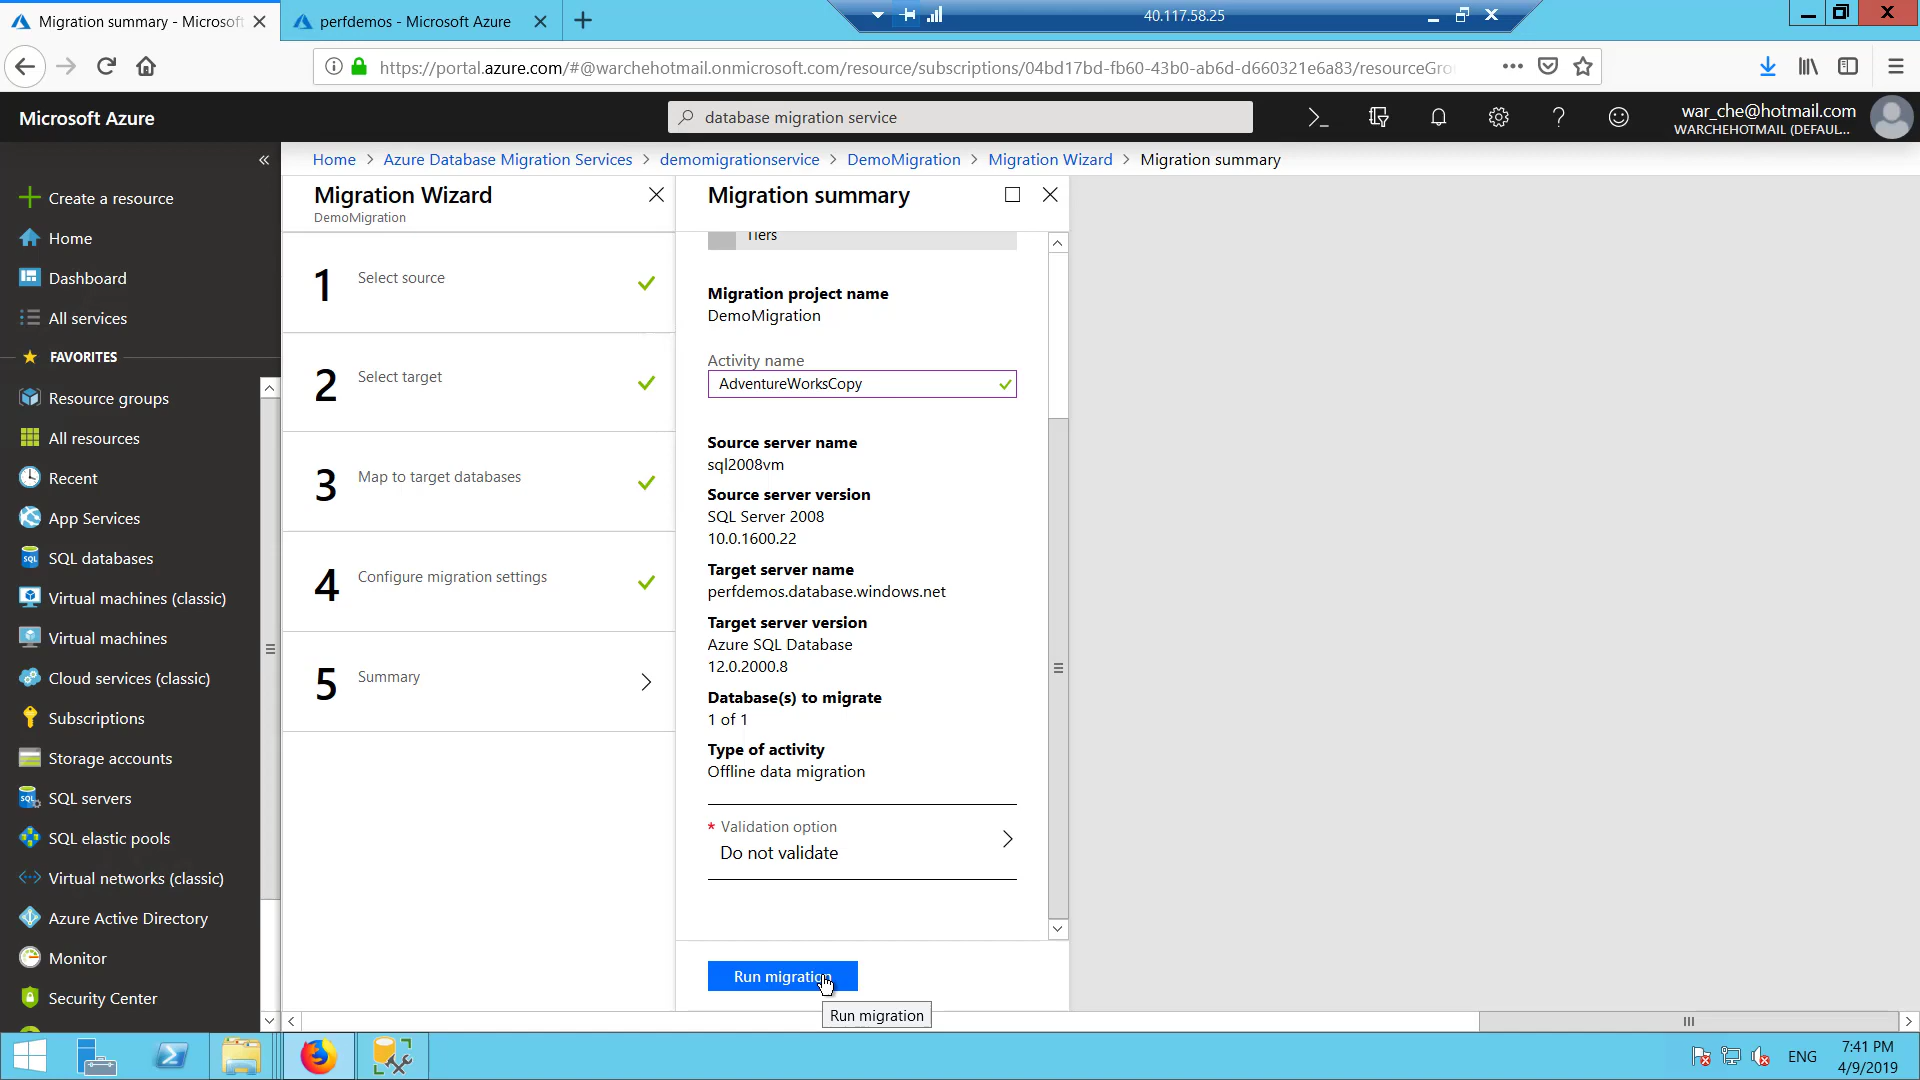 Migration summary - Microsoft
perfdemos - Microsoft Azure
40.117.58.25
https://portal.azure.com/#@warchehotmail.onmicrosoft.com/resource/subscriptions/04bd17bd-fb60-43b0-ab6d-d660321e6a83/resourceGro
Microsoft Azure
database migration service
war_che@hotmail.com
WARCHEHOTMAIL (DEFAUL...
Home > Azure Database Migration Services > demomigrationservice > DemoMigration > Migration Wizard > Migration summary
Create a resource
Home
Dashboard
All services
FAVORITES
Resource groups
All resources
Recent
App Services
SQL databases
Virtual machines (classic)
Virtual machines
Cloud services (classic)
Subscriptions
Storage accounts
SQL servers
SQL elastic pools
Virtual networks (classic)
Azure Active Directory
Monitor
Security Center
Migration Wizard
DemoMigration
1 Select source
2 Select target
3 Map to target databases
4 Configure migration settings
5 Summary
Migration summary
Tiers
Migration project name
DemoMigration
Activity name
AdventureWorksCopy
Source server name
sql2008vm
Source server version
SQL Server 2008
10.0.1600.22
Target server name
perfdemos.database.windows.net
Target server version
Azure SQL Database
12.0.2000.8
Database(s) to migrate
1 of 1
Type of activity
Offline data migration
* Validation option
Do not validate
Run migration
Run migration
ENG
7:41 PM
4/9/2019